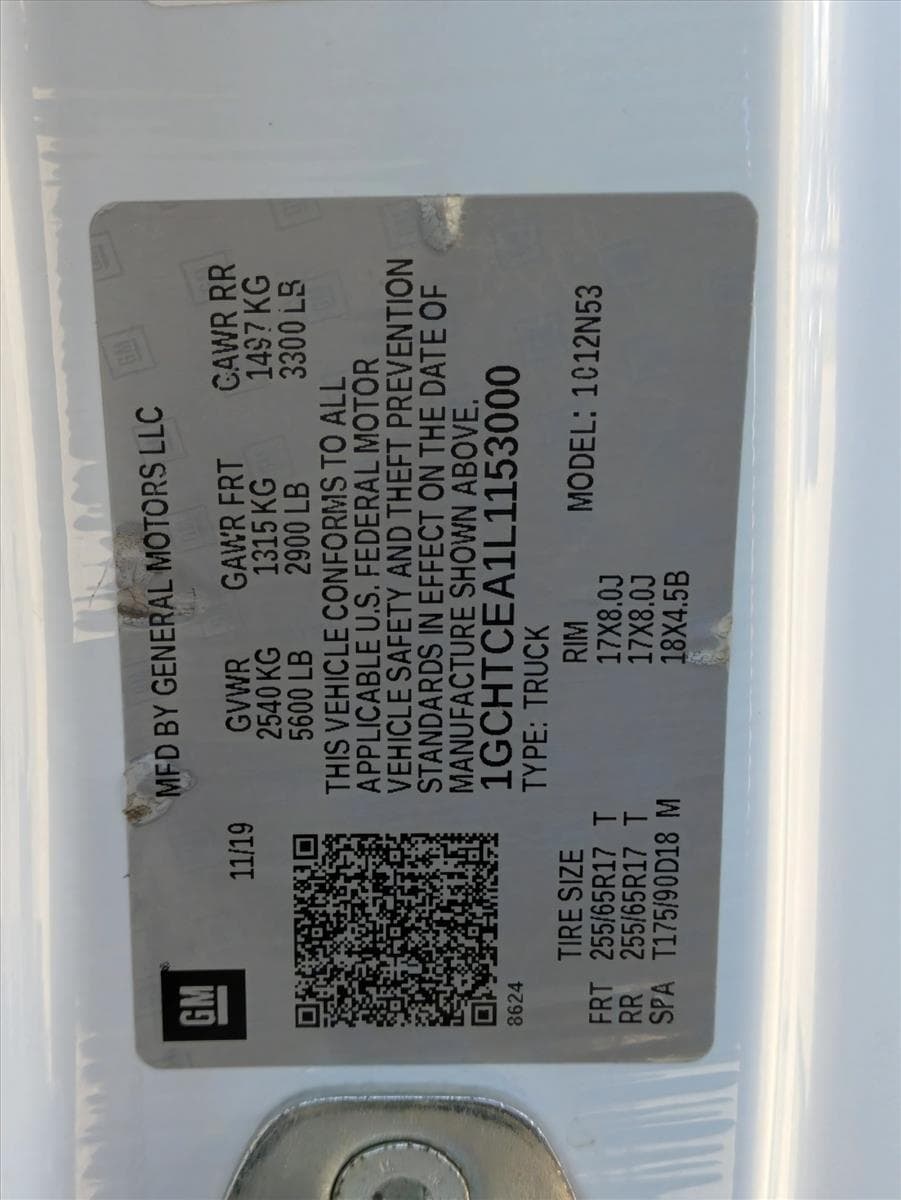 GM
MFD BY GENERAL MOTORS LLC
11/19
GVWR GAWR FRT GAWR RR
2540 KG 1315 KG 1497 KG
5600 LB 2900 LB 3300 LB
THIS VEHICLE CONFORMS TO ALL
APPLICABLE U.S. FEDERAL MOTOR
VEHICLE SAFETY AND THEFT PREVENTION
STANDARDS IN EFFECT ON THE DATE OF
MANUFACTURE SHOWN ABOVE.
1GCHTCEA1L1153000
8624
TYPE: TRUCK
TIRE SIZE RIM MODEL: 1C12N53
FRT 255/65R17 T 17X8.0J
RR 255/65R17 T 17X8.0J
SPA T175/90D18 M 18X4.5B